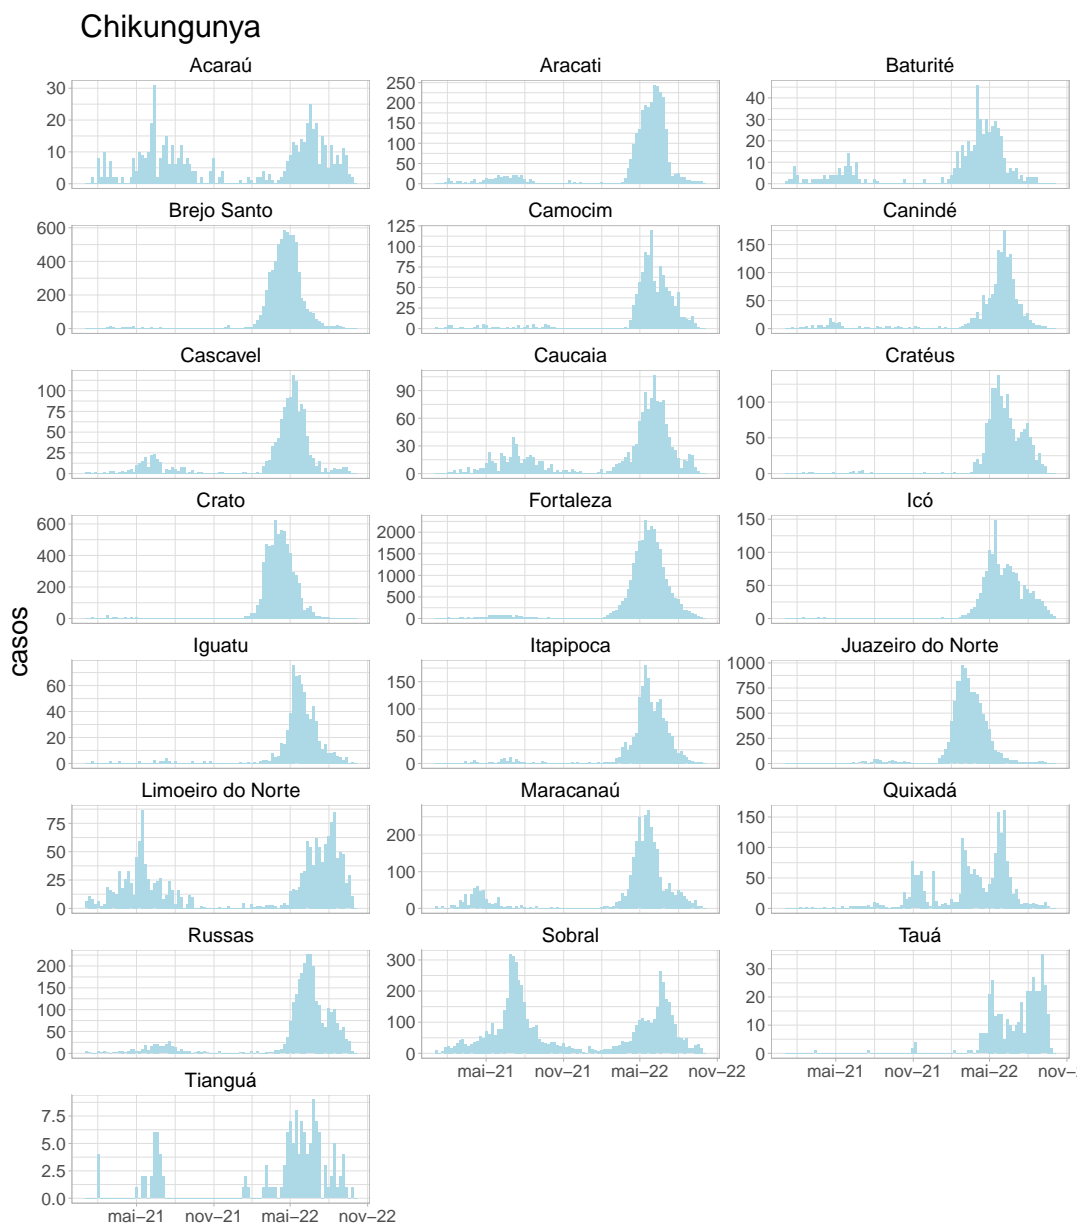 Chikungunya
Acaraú Aracati Baturité
30 20 10 0
250 200 150 100 50 0
40 30 20 10 0
Brejo Santo Camocim Canindé
600 400 200 0
125 100 75 50 25 0
150 100 50 0
Cascavel Caucaia Cratéus
100 75 50 25 0
90 60 30 0
100 50 0
Crato Fortaleza Icó
600 400 200 0
2000 1500 1000 500 0
150 100 50 0
casos
Iguatu Itapipoca Juazeiro do Norte
60 40 20 0
150 100 50 0
1000 750 500 250 0
Limoeiro do Norte Maracanaú Quixadá
75 50 25 0
200 100 0
150 100 50 0
Russas Sobral Tauá
200 150 100 50 0
300 200 100 0
30 20 10 0
mai–21 nov–21 mai–22 nov–22
mai–21 nov–21 mai–22 nov–
Tianguá
7.5 5.0 2.5 0.0
mai–21 nov–21 mai–22 nov–22